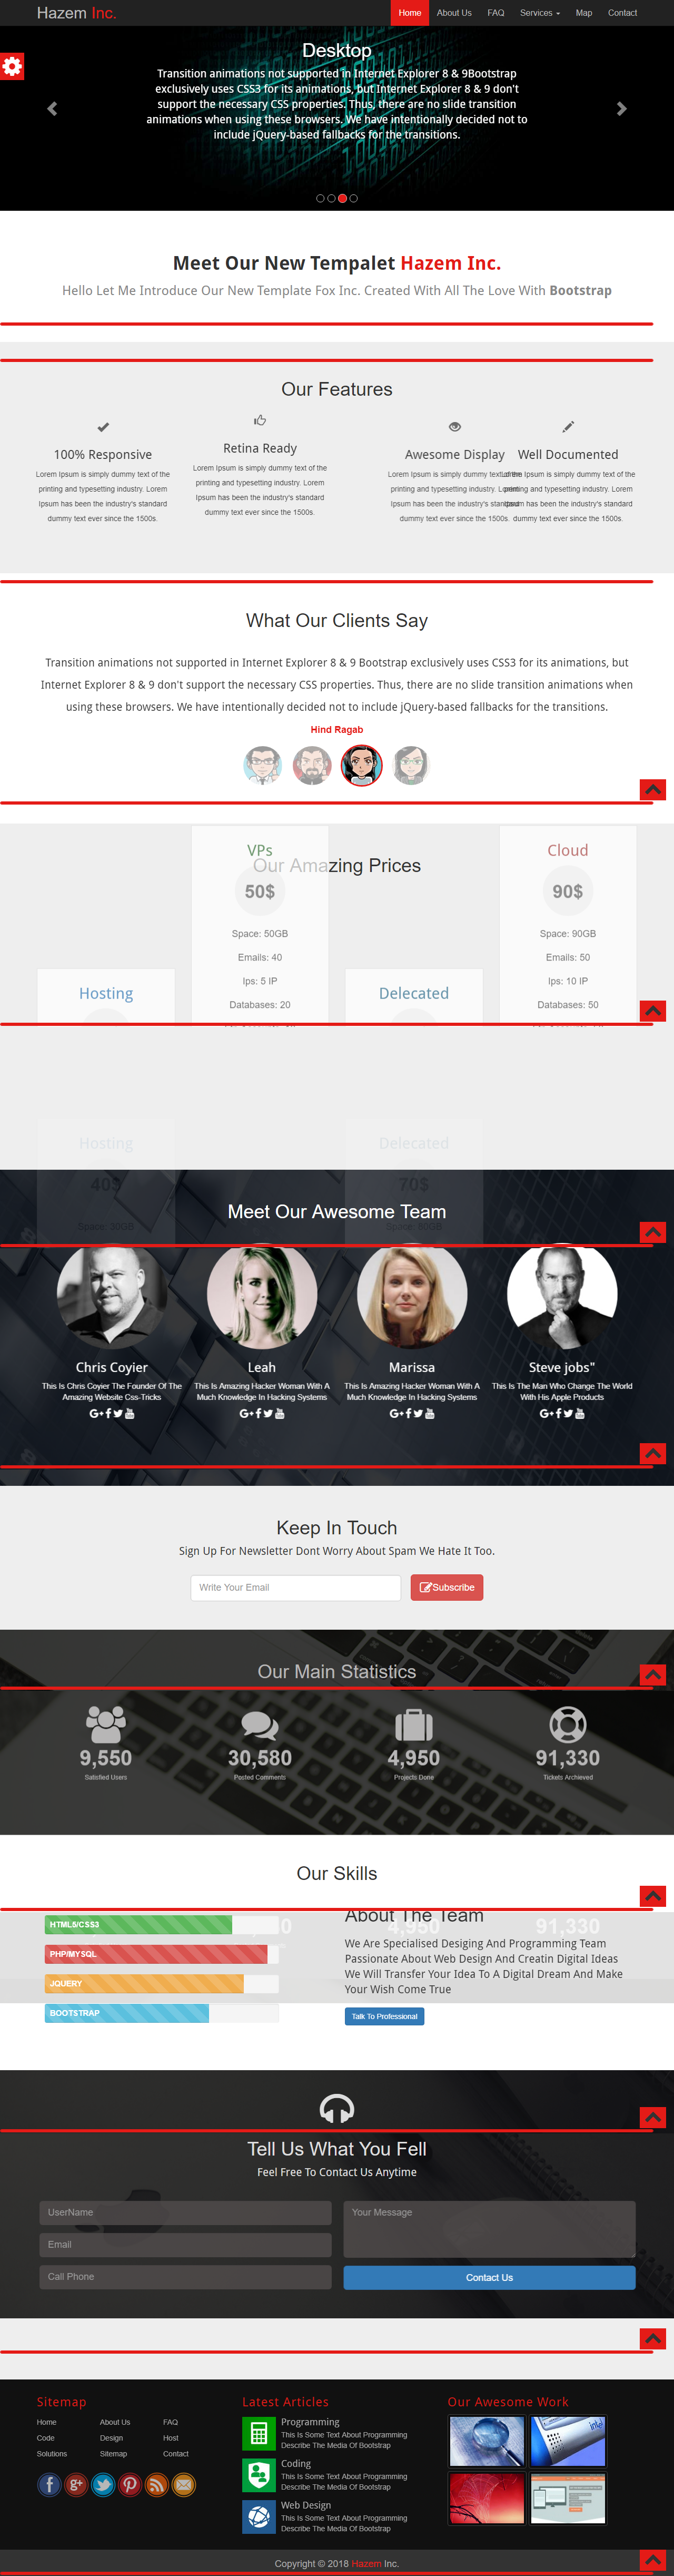 Hazem Inc.
Home About Us FAQ Services Map Contact
Desktop
Transition animations not supported in Internet Explorer 8 & 9Bootstrap
exclusively uses CSS3 for its animations, but Internet Explorer 8 & 9 don't
support the necessary CSS properties. Thus, there are no slide transition
animations when using these browsers. We have intentionally decided not to
include jQuery-based fallbacks for the transitions.
Meet Our New Tempalet Hazem Inc.
Hello Let Me Introduce Our New Template Fox Inc. Created With All The Love With Bootstrap
Our Features
100% Responsive
Lorem Ipsum is simply dummy text of the
printing and typesetting industry. Lorem
Ipsum has been the industry's standard
dummy text ever since the 1500s.
Retina Ready
Lorem Ipsum is simply dummy text of the
printing and typesetting industry. Lorem
Ipsum has been the industry's standard
dummy text ever since the 1500s.
Awesome Display
Lorem Ipsum is simply dummy text of the
printing and typesetting industry. Lorem
Ipsum has been the industry's standard
dummy text ever since the 1500s.
Well Documented
Lorem Ipsum is simply dummy text of the
printing and typesetting industry. Lorem
Ipsum has been the industry's standard
dummy text ever since the 1500s.
What Our Clients Say
Transition animations not supported in Internet Explorer 8 & 9 Bootstrap exclusively uses CSS3 for its animations, but
Internet Explorer 8 & 9 don't support the necessary CSS properties. Thus, there are no slide transition animations when
using these browsers. We have intentionally decided not to include jQuery-based fallbacks for the transitions.
Hind Ragab
Our Amazing Prices
VPs
50$
Space: 50GB
Emails: 40
Ips: 5 IP
Databases: 20
Cloud
90$
Space: 90GB
Emails: 50
Ips: 10 IP
Databases: 50
Hosting
Delecated
Hosting
40$
Space: 30GB
Delecated
70$
Meet Our Awesome Team
Chris Coyier
This Is Chris Coyier The Founder Of The
Amazing Website Css-Tricks
Leah
This Is Amazing Hacker Woman With A
Much Knowledge In Hacking Systems
Marissa
This Is Amazing Hacker Woman With A
Much Knowledge In Hacking Systems
Steve jobs"
This Is The Man Who Change The World
With His Apple Products
Keep In Touch
Sign Up For Newsletter Dont Worry About Spam We Hate It Too.
Write Your Email
Subscribe
Our Main Statistics
9,550
Satisfied Users
30,580
Posted Comments
4,950
Projects Done
91,330
Tickets Archieved
Our Skills
HTML5/CSS3
PHP/MYSQL
JQUERY
BOOTSTRAP
About The Team
4,950
91,330
We Are Specialised Desiging And Programming Team
Passionate About Web Design And Creatin Digital Ideas
We Will Transfer Your Idea To A Digital Dream And Make
Your Wish Come True
Talk To Professional
Tell Us What You Fell
Feel Free To Contact Us Anytime
UserName
Email
Call Phone
Your Message
Contact Us
Sitemap
Home About Us FAQ
Code Design Host
Solutions Sitemap Contact
Latest Articles
Programming
This Is Some Text About Programming
Describe The Media Of Bootstrap
Coding
This Is Some Text About Programming
Describe The Media Of Bootstrap
Web Design
This Is Some Text About Programming
Describe The Media Of Bootstrap
Our Awesome Work
intel
Copyright © 2018 Hazem Inc.